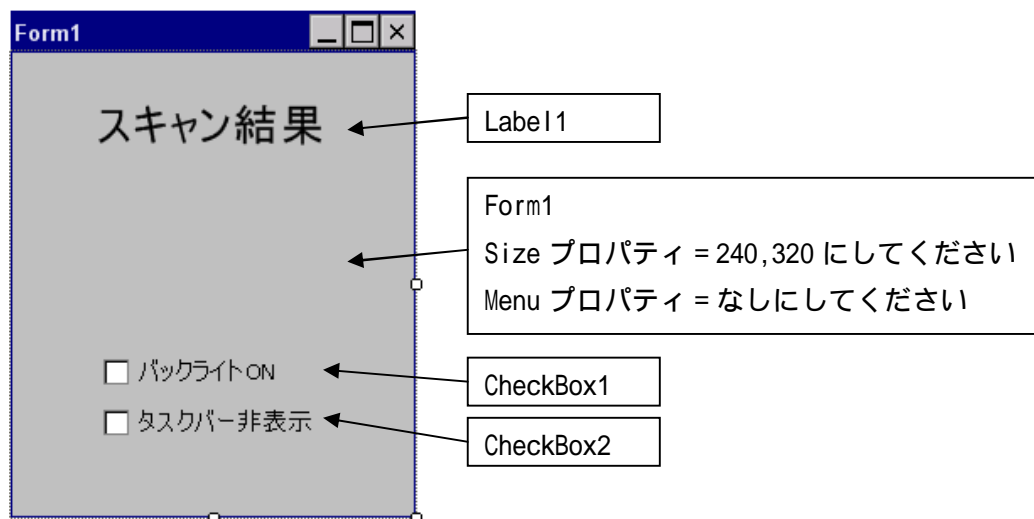 Form1
スキャン結果
Label1
Form1
Size プロパティ = 240,320 にしてください
Menu プロパティ = なしにしてください
バックライトON
CheckBox1
タスクバー非表示
CheckBox2